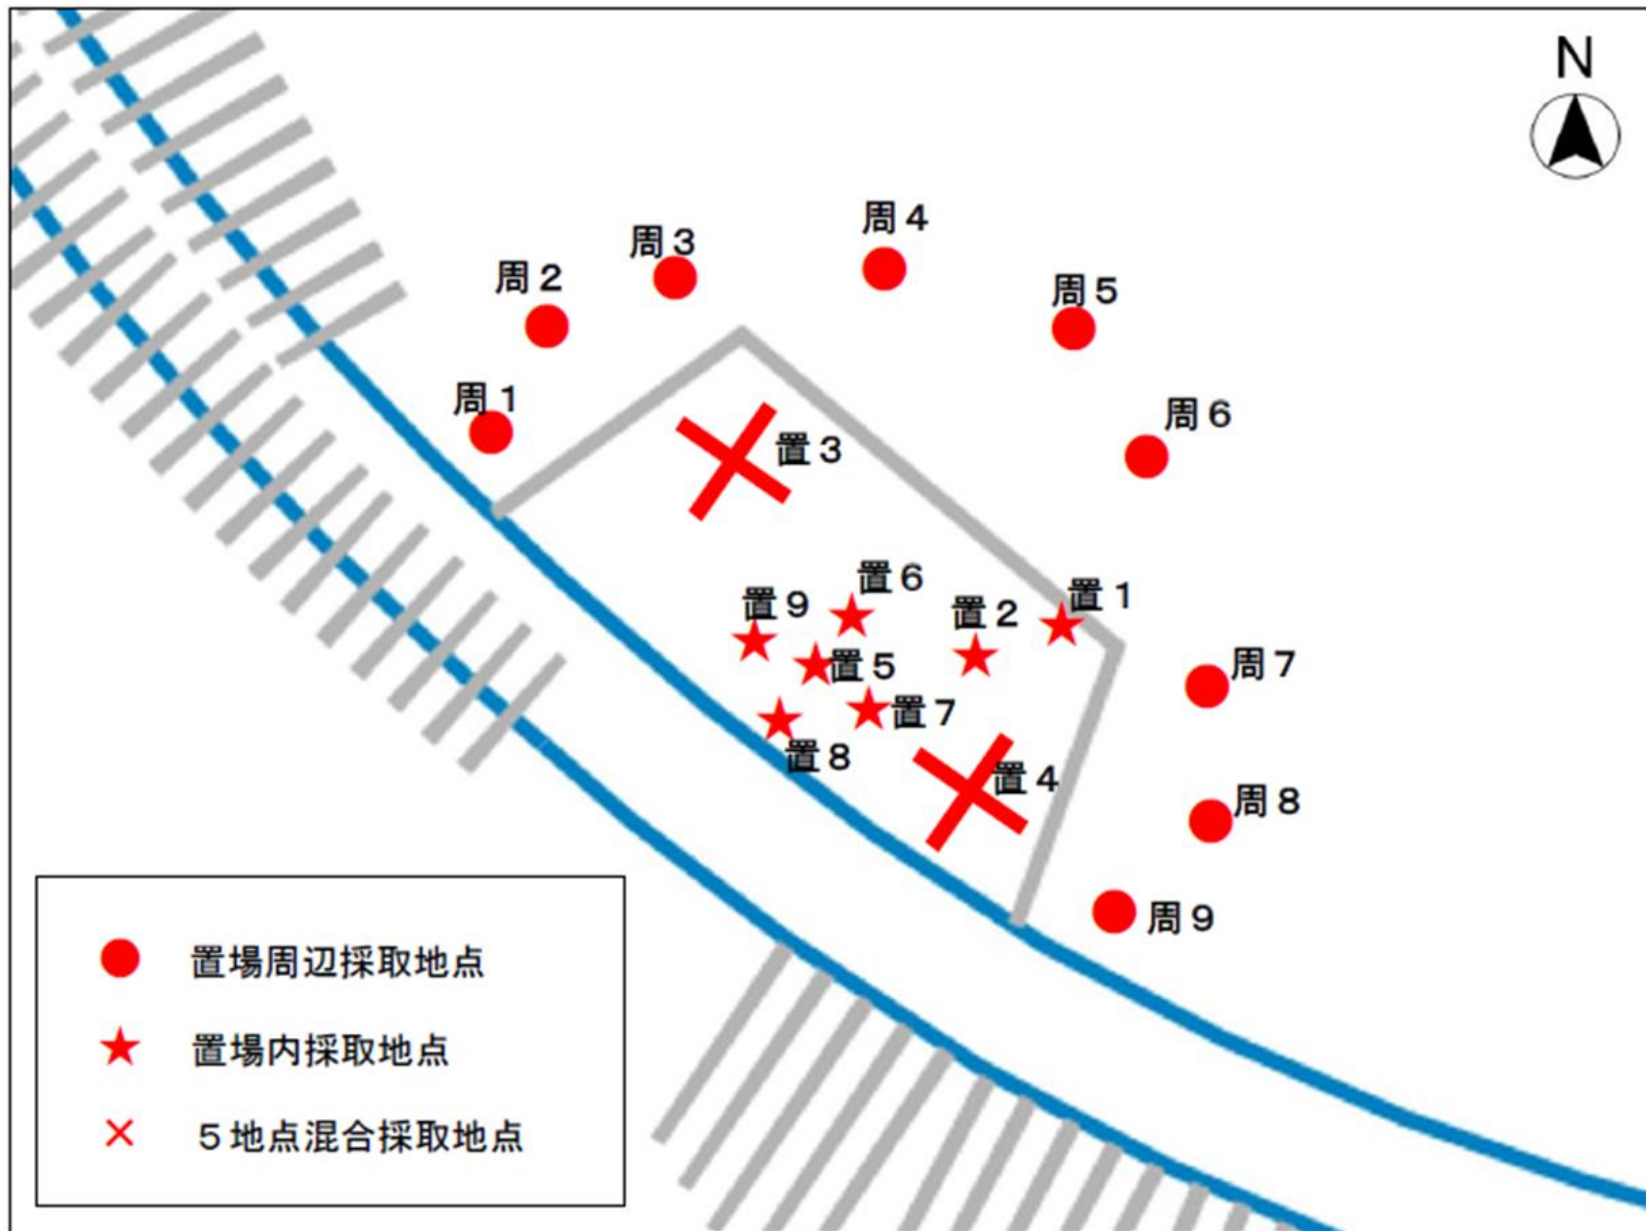 N
周４
周３
周２
周５
周１
周６
置３
置６
置９
置２
置１
置５
置７
周７
置８
置４
周８
周９
置場周辺採取地点
置場内採取地点
５地点混合採取地点